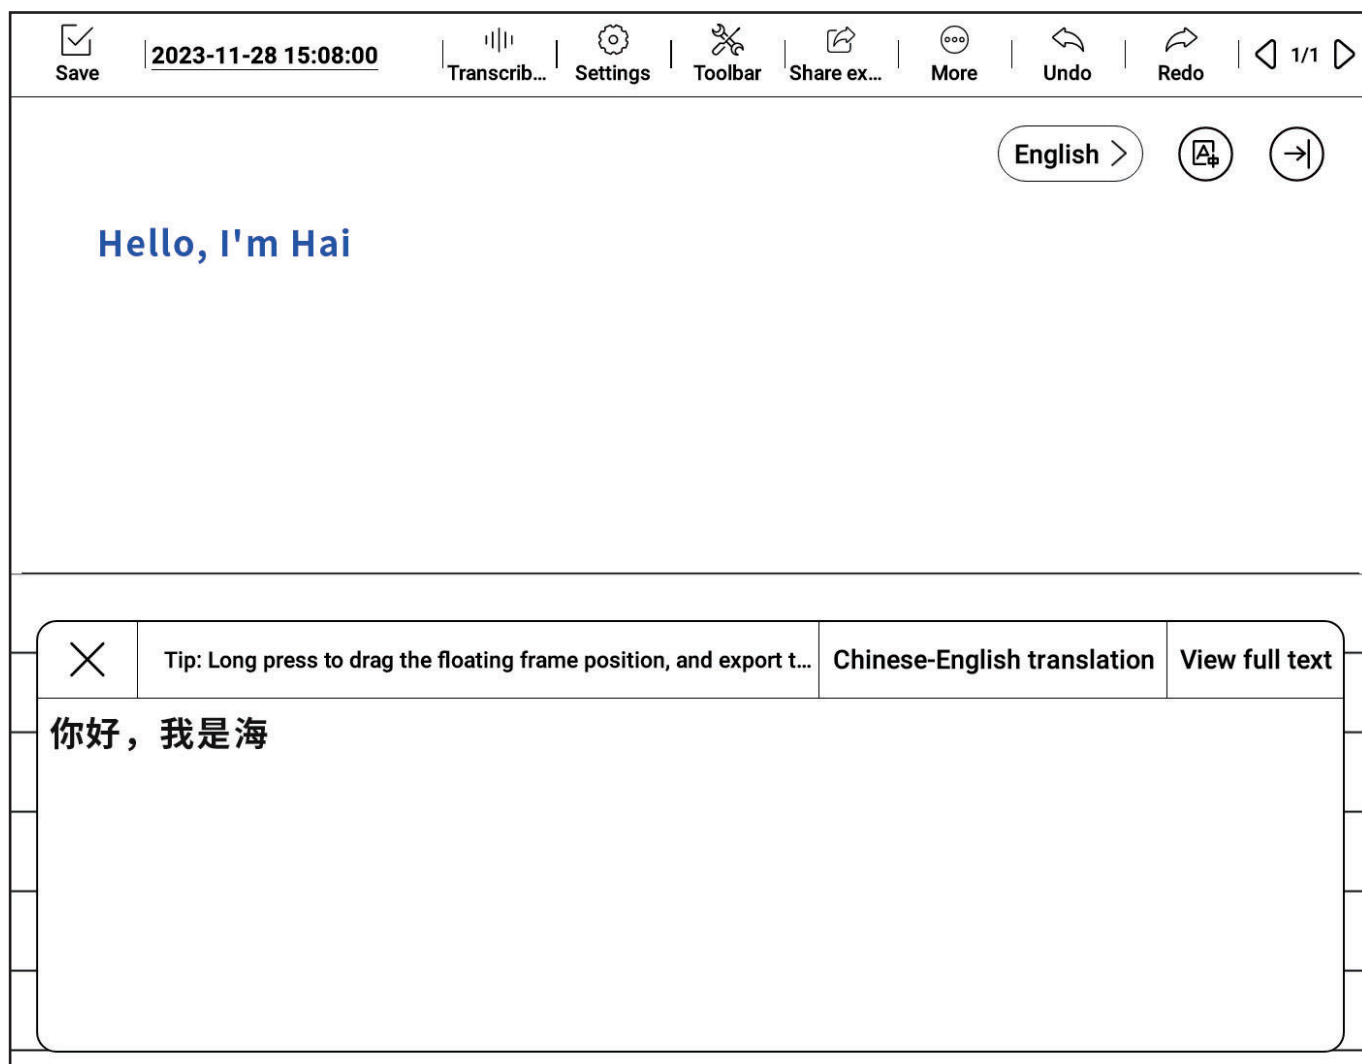 Save
2023-11-28 15:08:00
Transcrib...
Settings
Toolbar
Share ex...
More
Undo
Redo
1/1
English
Hello, I'm Hai
Tip: Long press to drag the floating frame position, and export t...
Chinese-English translation
View full text
你好，我是海